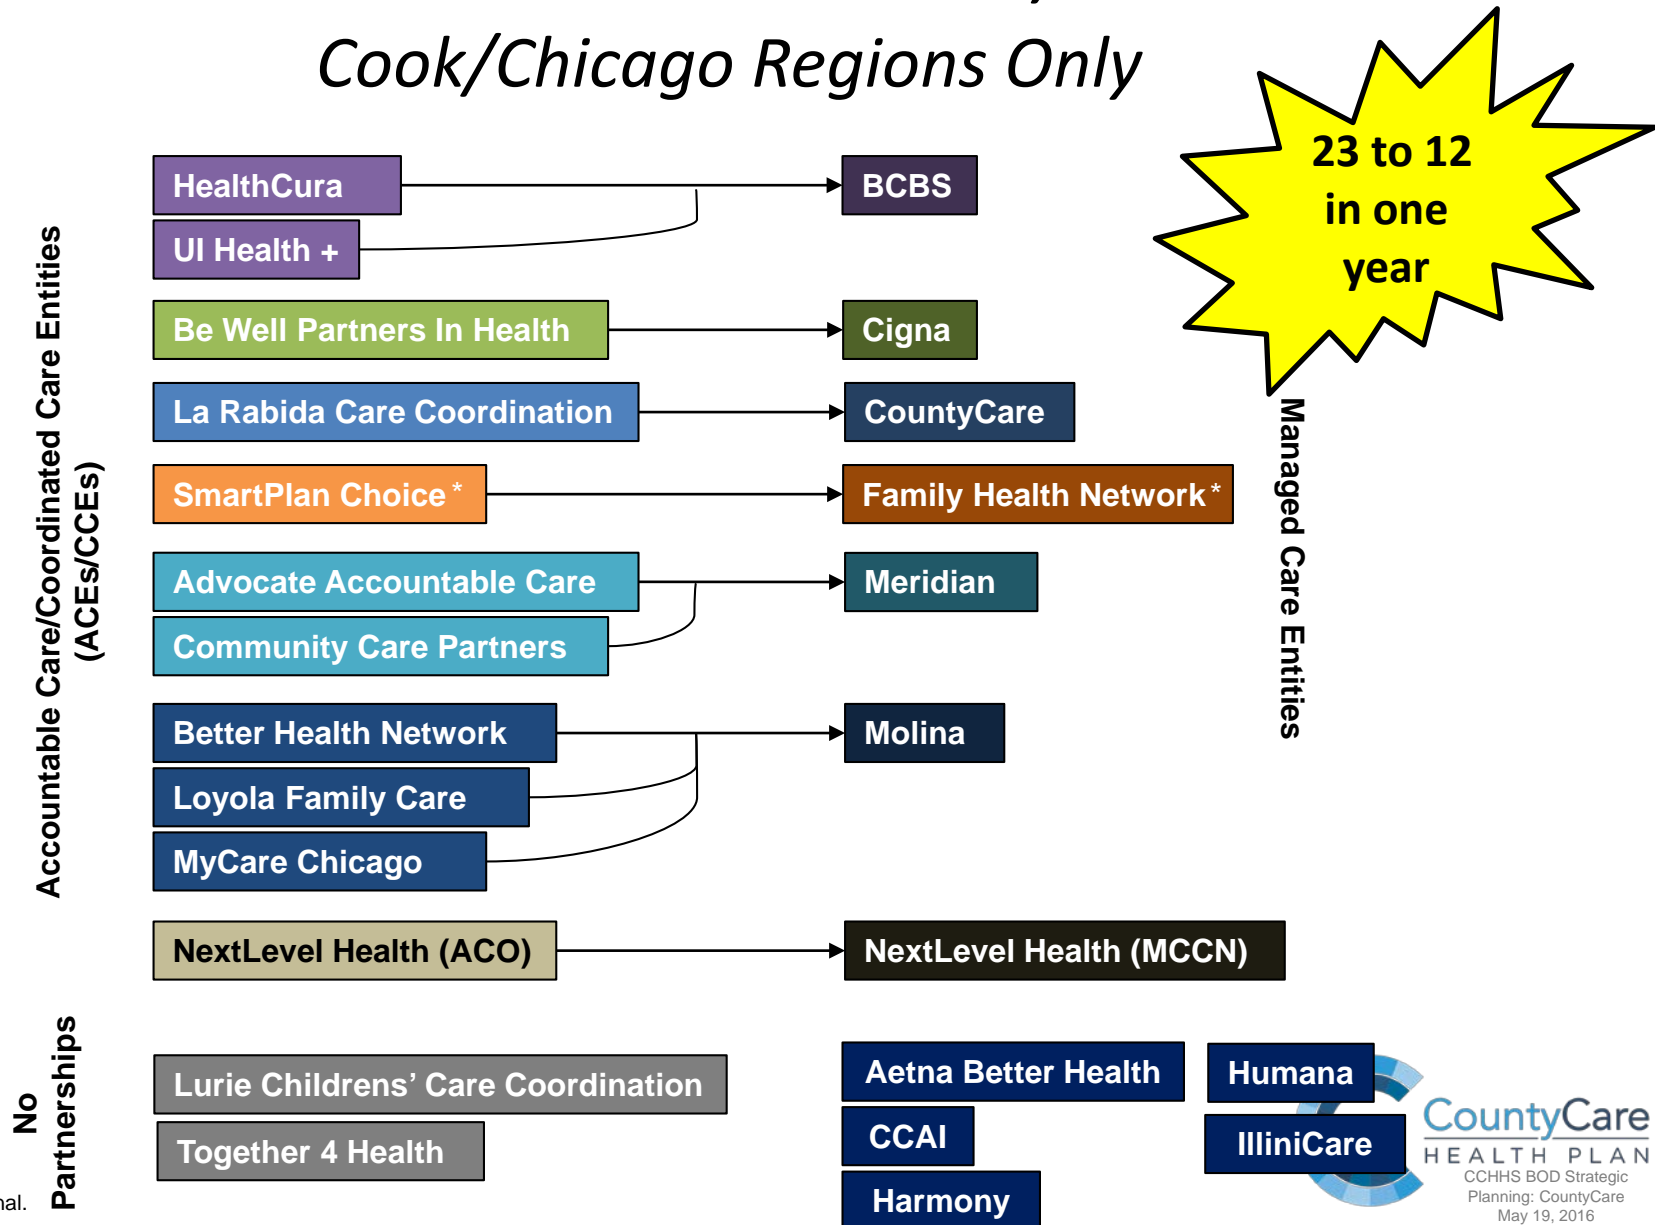 Cook/Chicago Regions Only
23 to 12
in one
year
Accountable Care/Coordinated Care Entities
(ACEs/CCEs)
HealthCura
BCBS
UI Health +
Be Well Partners In Health
Cigna
La Rabida Care Coordination
CountyCare
SmartPlan Choice *
Family Health Network *
Advocate Accountable Care
Meridian
Community Care Partners
Better Health Network
Molina
Loyola Family Care
MyCare Chicago
NextLevel Health (ACO)
NextLevel Health (MCCN)
Managed Care Entities
No
Partnerships
Lurie Childrens’ Care Coordination
Together 4 Health
Aetna Better Health
Humana
CCAI
IlliniCare
Harmony
CountyCare
HEALTH PLAN
CCHHS BOD Strategic
Planning: CountyCare
May 19, 2016